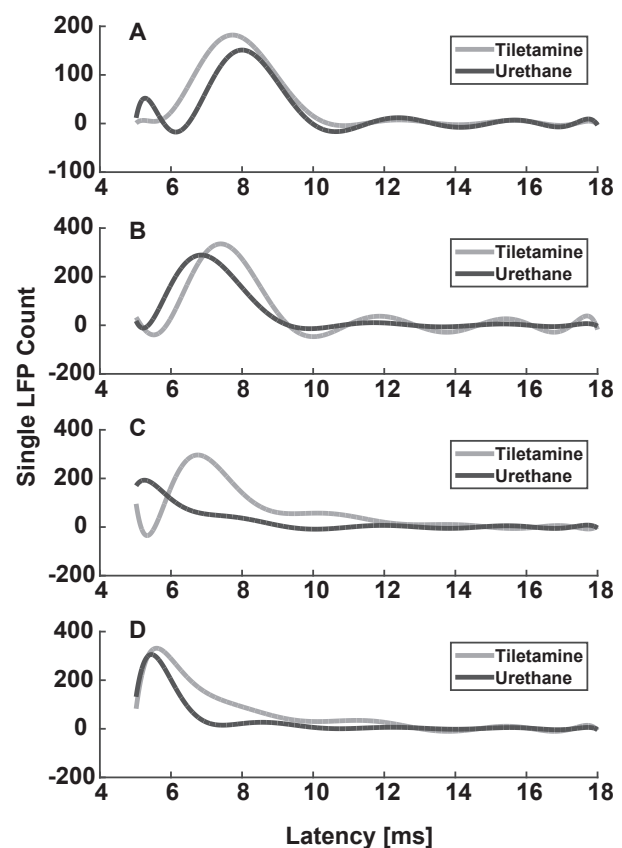 Single LFP Count
A
200
100
0
-100
4 6 8 10 12 14 16 18
Tiletamine
Urethane
B
400
200
0
-200
4 6 8 10 12 14 16 18
Tiletamine
Urethane
C
400
200
0
-200
4 6 8 10 12 14 16 18
Tiletamine
Urethane
D
400
200
0
-200
4 6 8 10 12 14 16 18
Tiletamine
Urethane
Latency [ms]